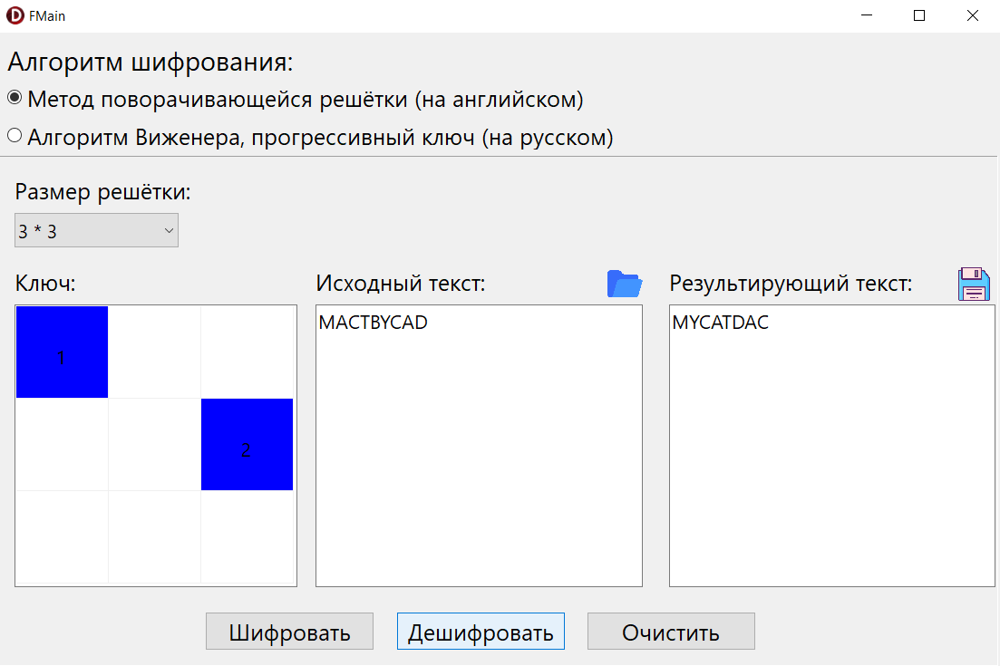 FMain
Алгоритм шифрования:
Метод поворачивающейся решётки (на английском)
Алгоритм Виженера, прогрессивный ключ (на русском)
Размер решётки:
3 * 3
Ключ: Исходный текст: Результирующий текст:
1 MACTBYCAD MYCATDAC
2
Шифровать Дешифровать Очистить